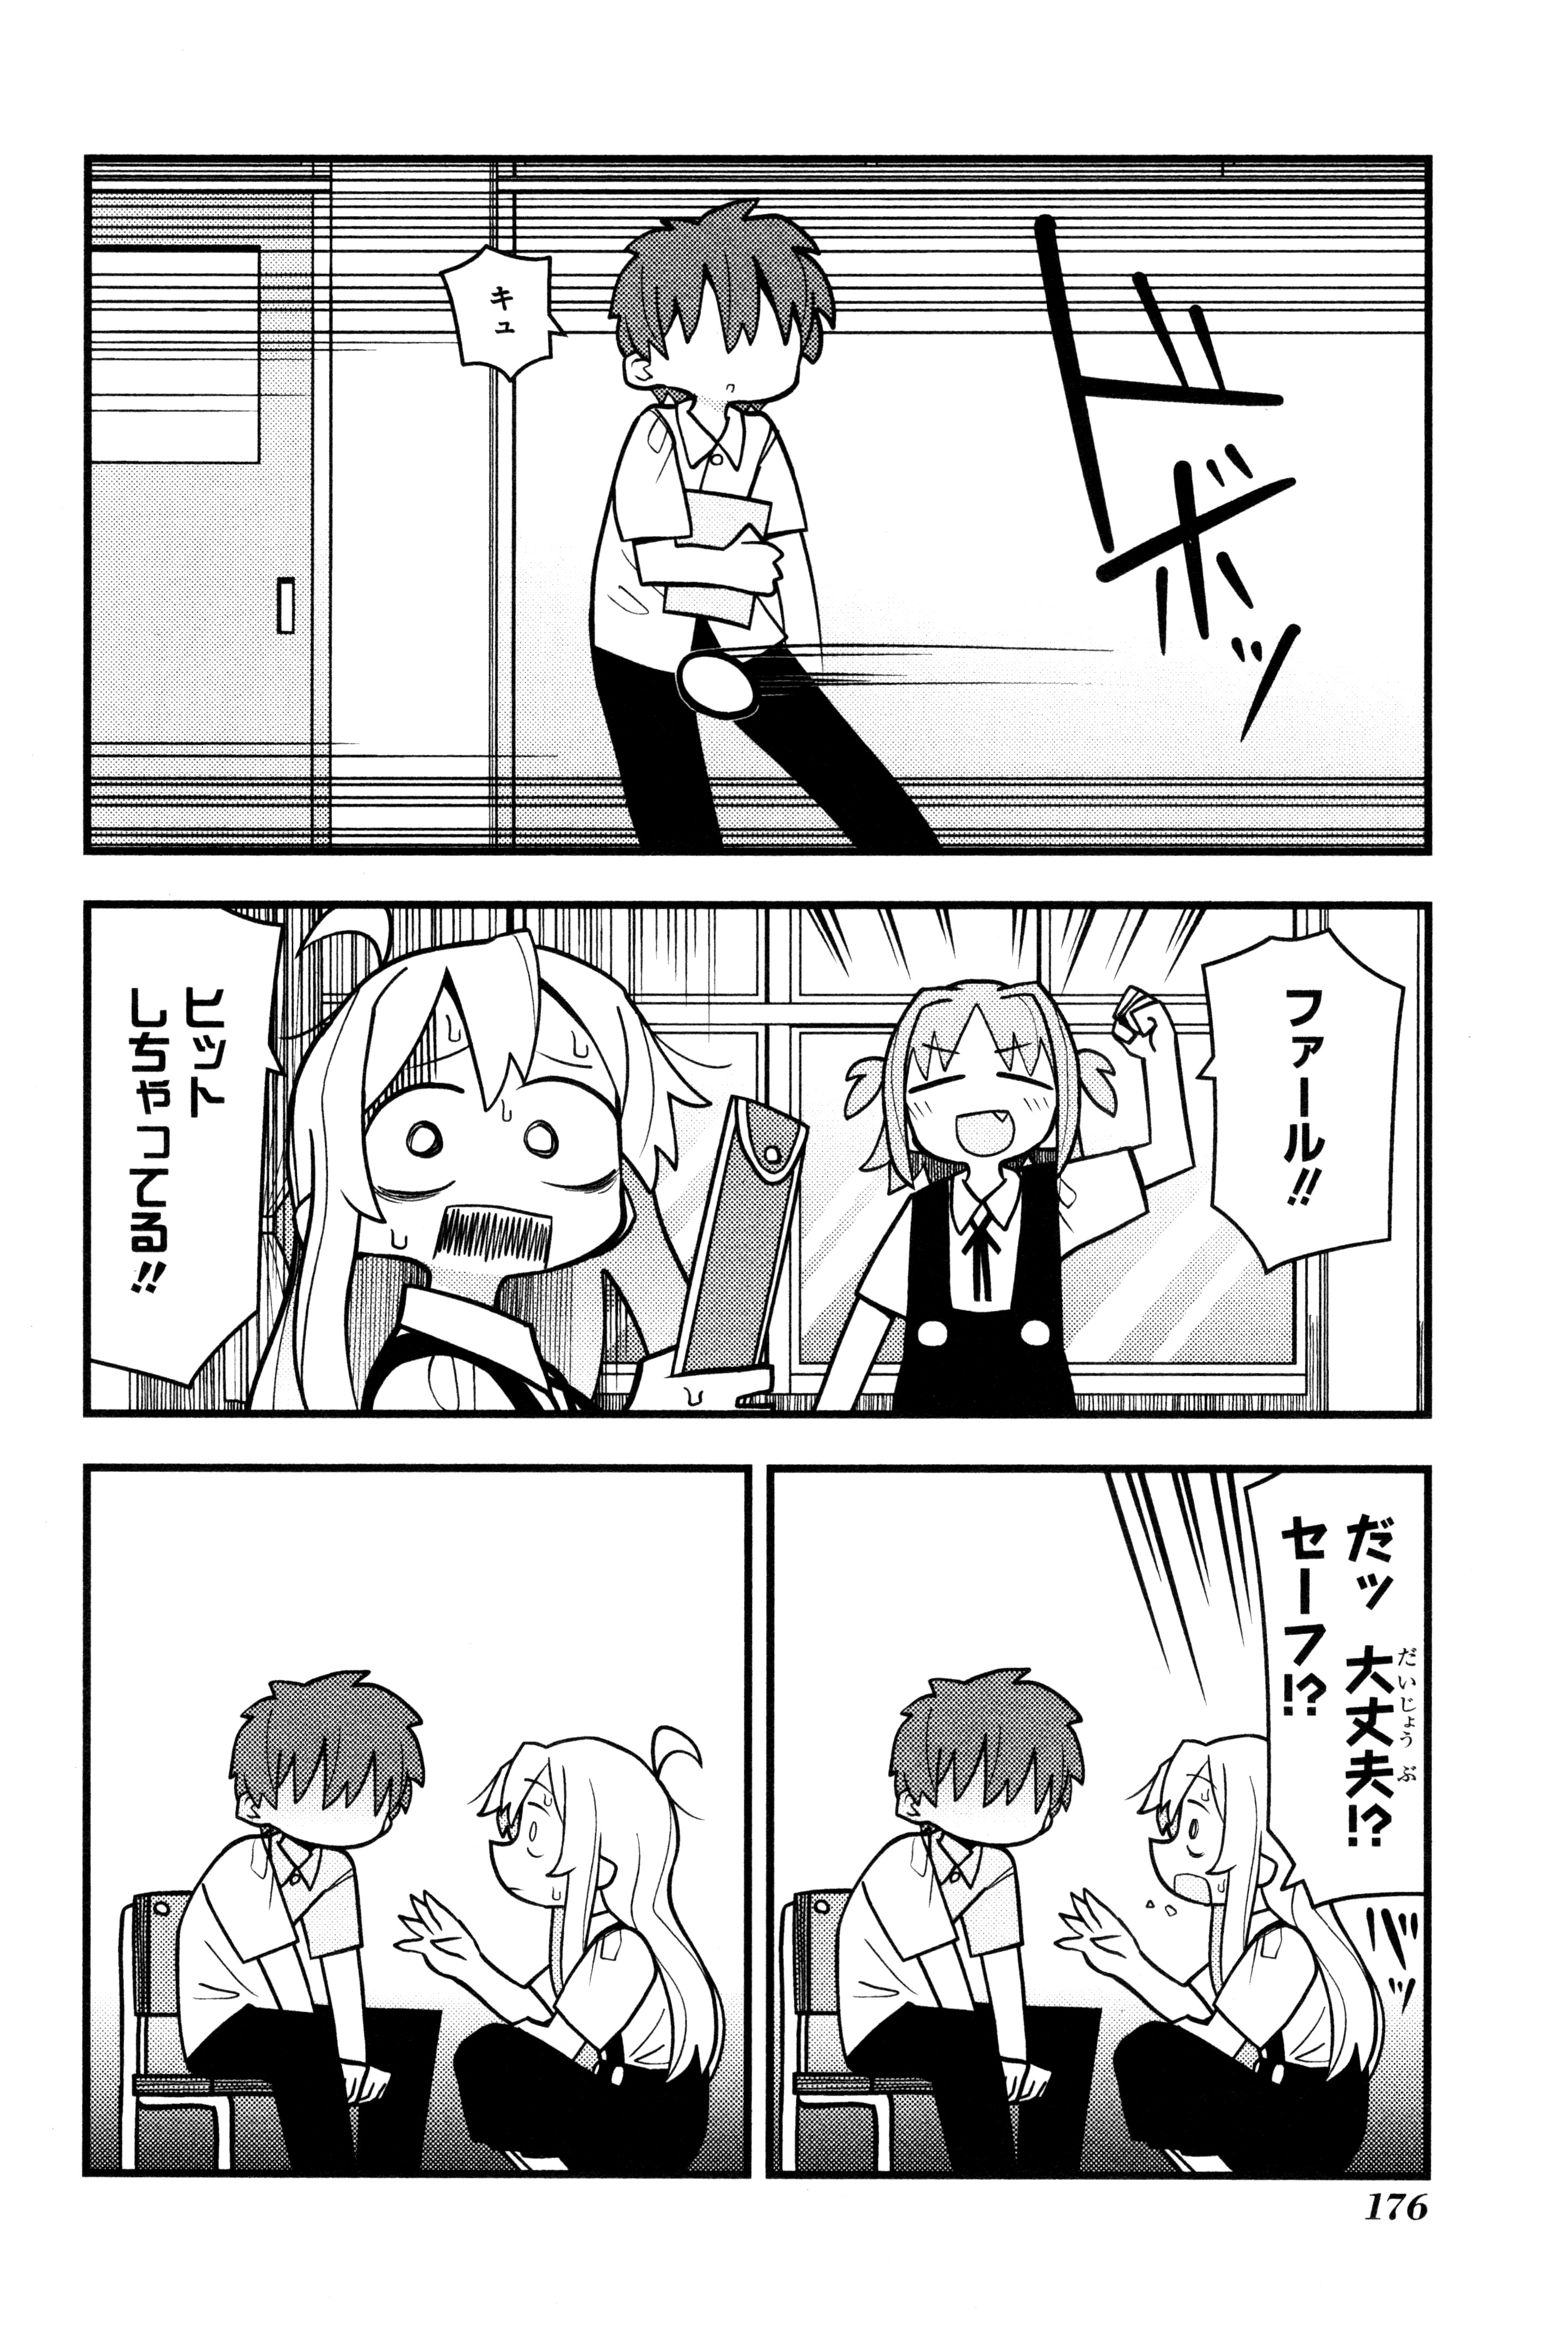 ドボッ
キュ
ファール!!
ヒット
しちゃってる!!
だッ 大丈夫!?
だいじょうぶ
セーフ!?
バッ
176